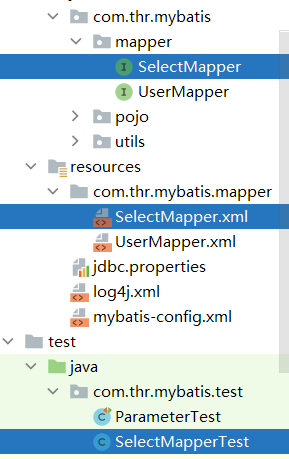 com.thr.mybatis
mapper
SelectMapper
UserMapper
pojo
utils
resources
com.thr.mybatis.mapper
SelectMapper.xml
UserMapper.xml
jdbc.properties
log4j.xml
mybatis-config.xml
test
java
com.thr.mybatis.test
ParameterTest
SelectMapperTest